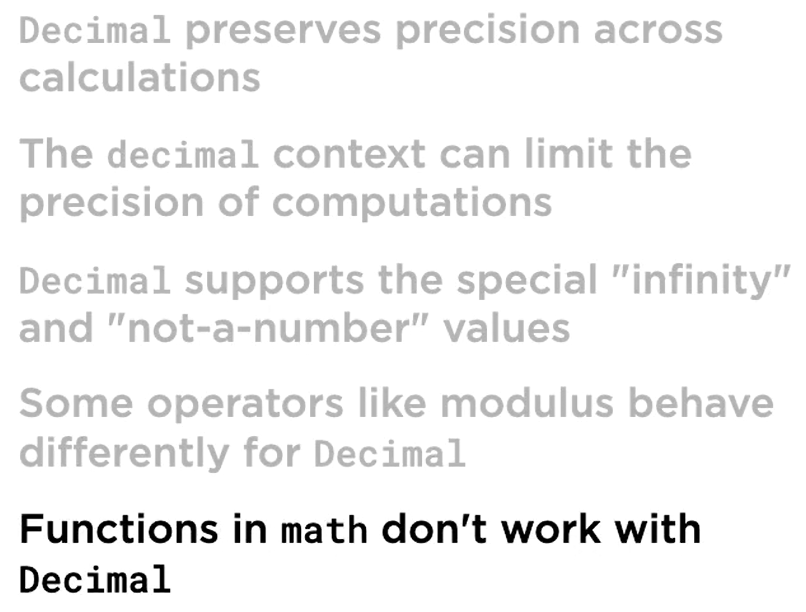 Decimal preserves precision across
calculations
The decimal context can limit the
precision of computations
Decimal supports the special "infinity"
and "not-a-number" values
Some operators like modulus behave
differently for Decimal
Functions in math don't work with
Decimal